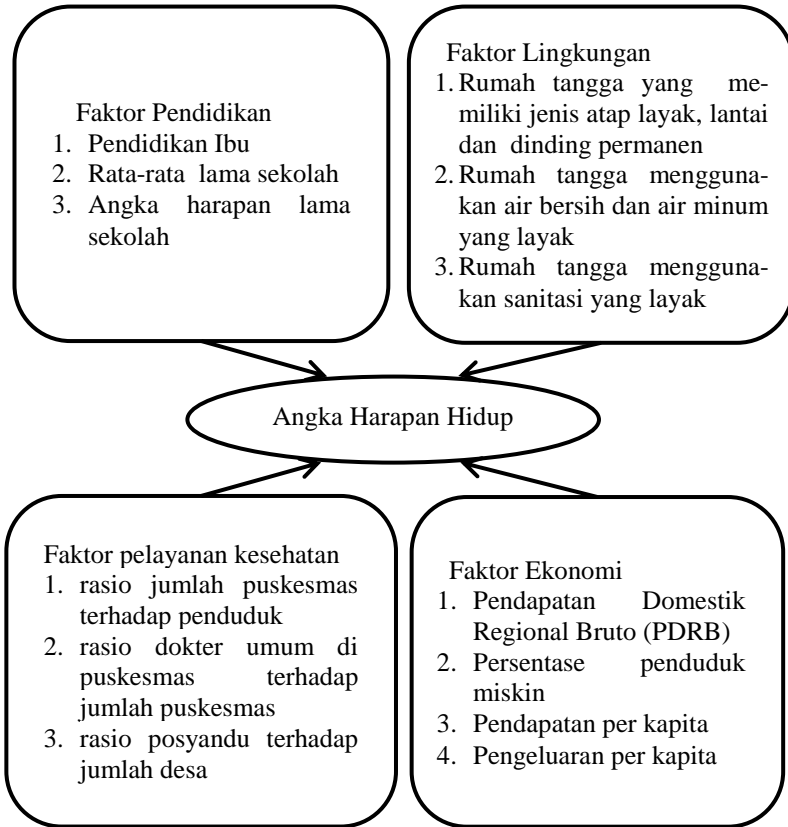 Faktor Pendidikan
1. Pendidikan Ibu
2. Rata-rata lama sekolah
3. Angka harapan lama
sekolah
Faktor Lingkungan
1. Rumah tangga yang me-
miliki jenis atap layak, lantai
dan dinding permanen
2. Rumah tangga mengguna-
kan air bersih dan air minum
yang layak
3. Rumah tangga mengguna-
kan sanitasi yang layak
Angka Harapan Hidup
Faktor pelayanan kesehatan
1. rasio jumlah puskesmas
terhadap penduduk
2. rasio dokter umum di
puskesmas terhadap
jumlah puskesmas
3. rasio posyandu terhadap
jumlah desa
Faktor Ekonomi
1. Pendapatan Domestik
Regional Bruto (PDRB)
2. Persentase penduduk
miskin
3. Pendapatan per kapita
4. Pengeluaran per kapita